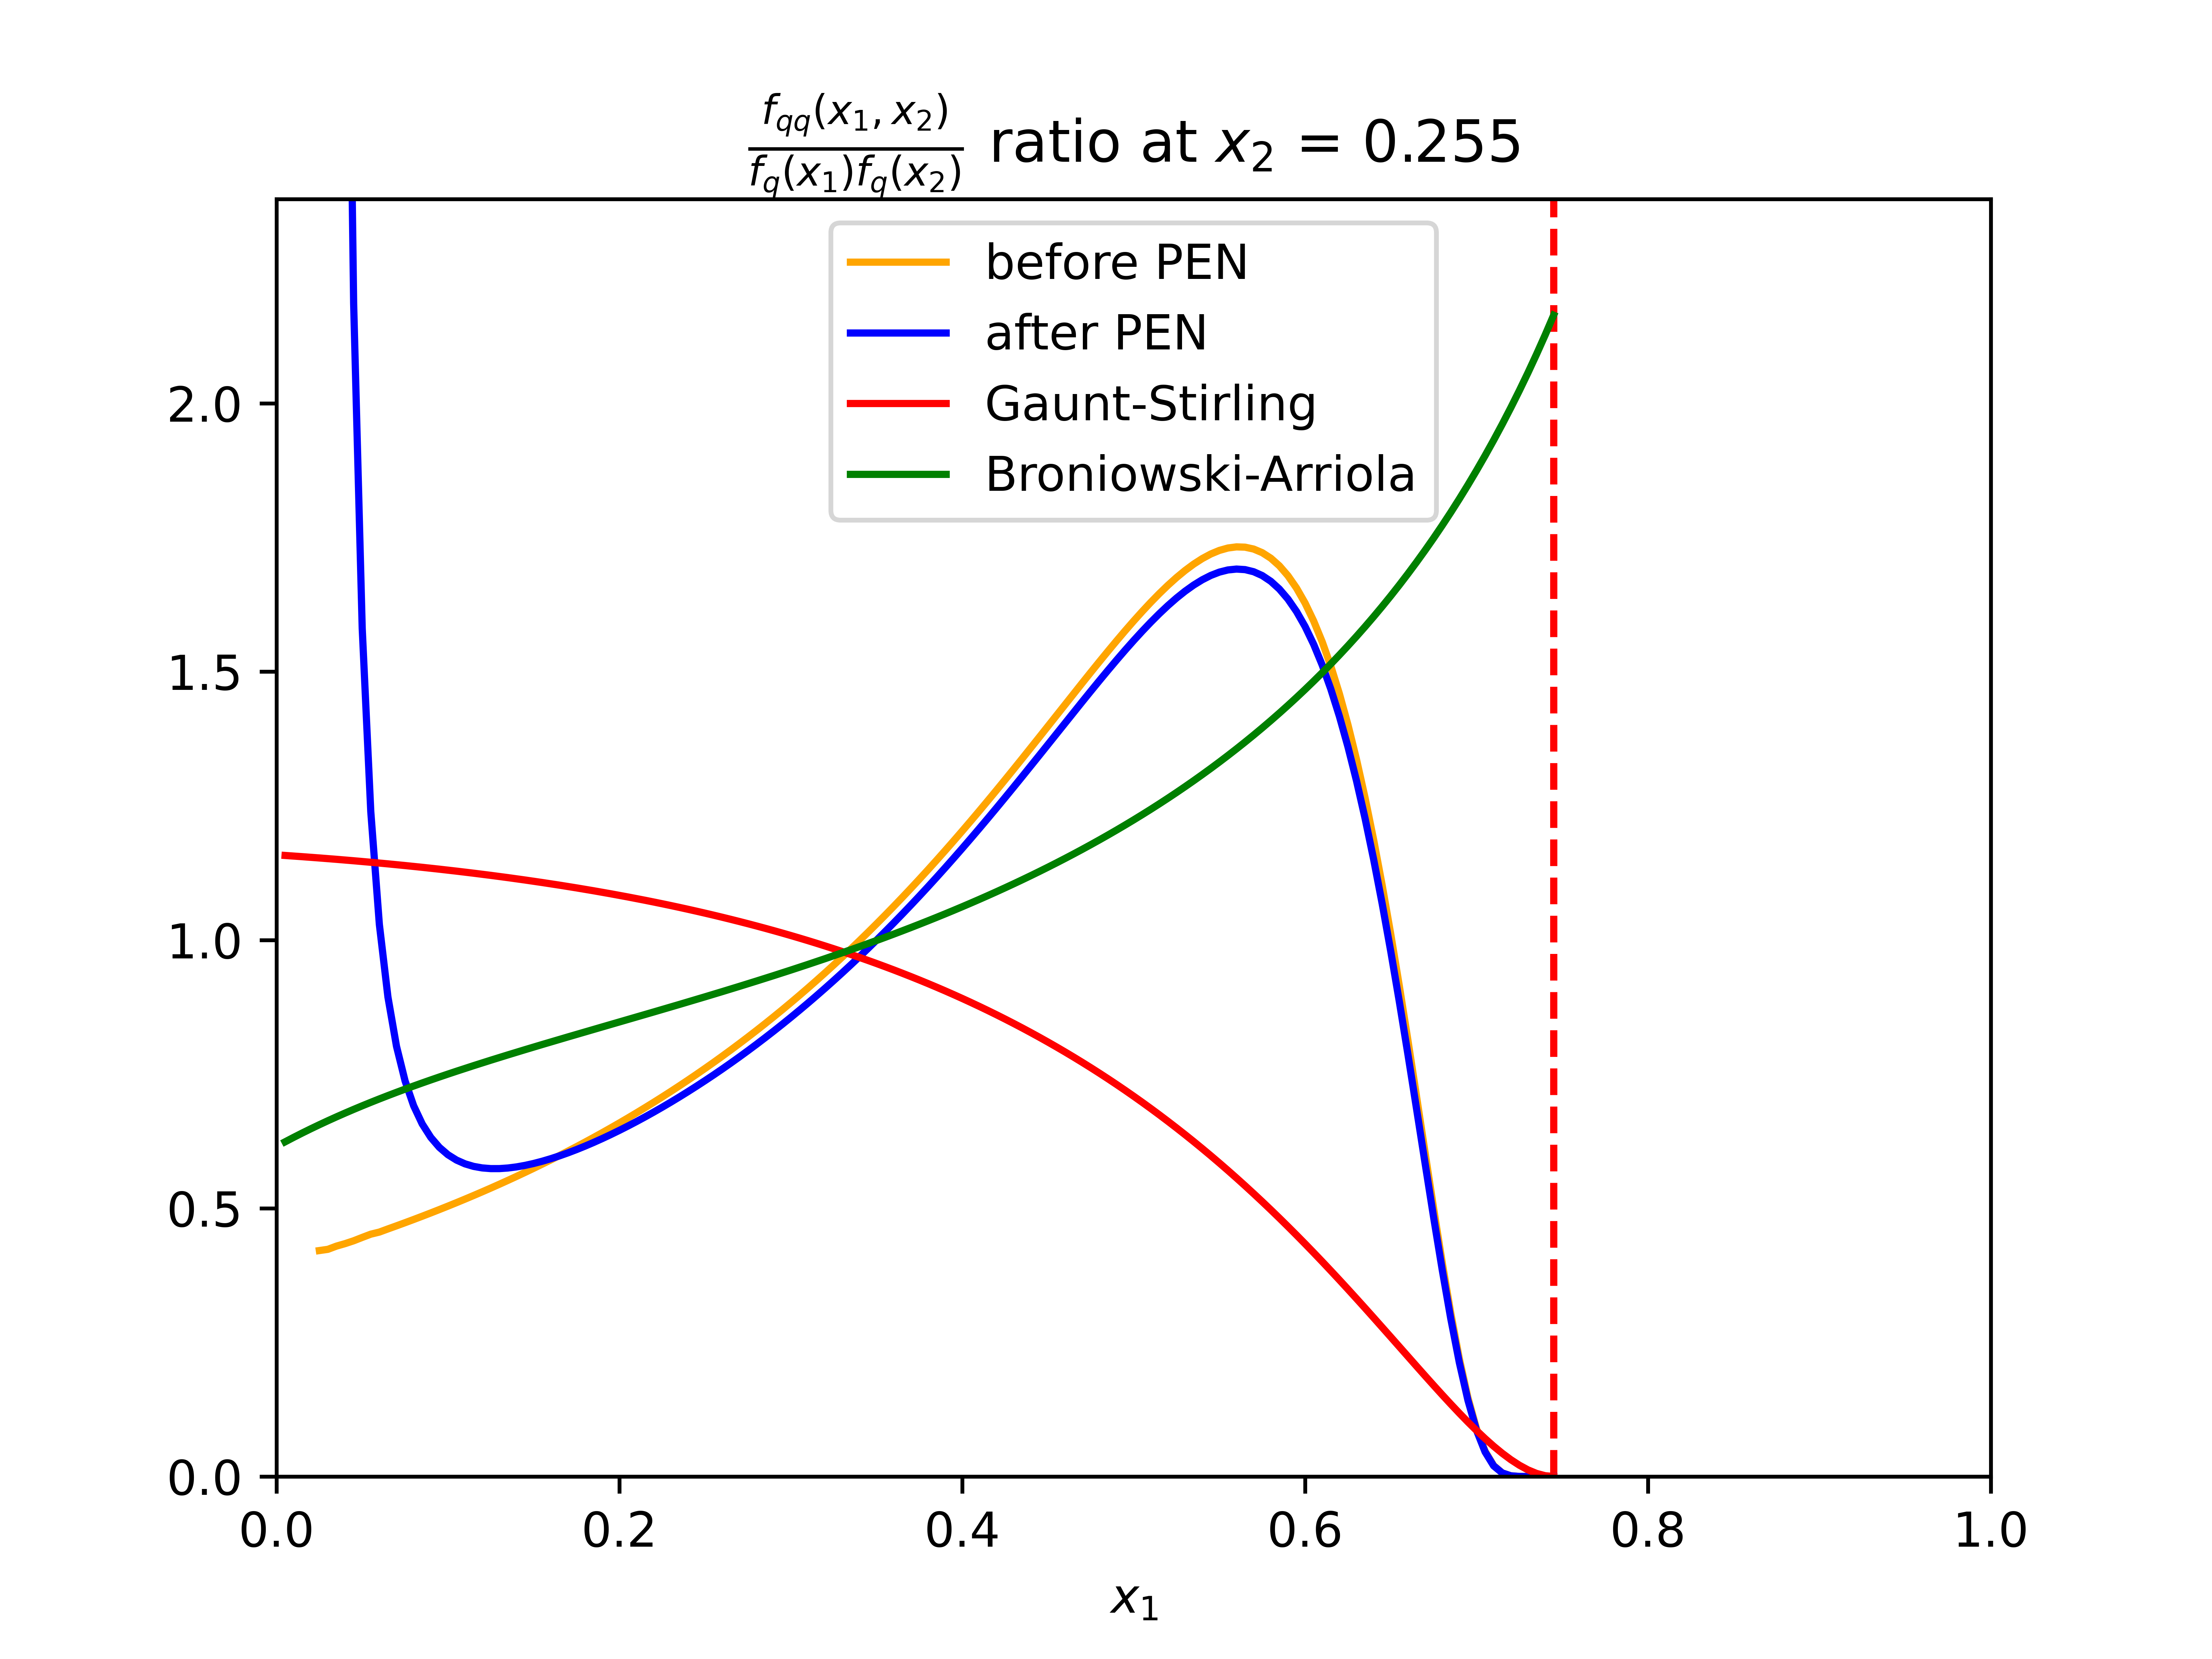 f_{qq}(x_1, x_2)
f_q(x_1)f_q(x_2)
ratio at x_2 = 0.255
before PEN
after PEN
Gaunt-Stirling
Broniowski-Arriola
2.0
1.5
1.0
0.5
0.0
0.0 0.2 0.4 0.6 0.8 1.0
x_1